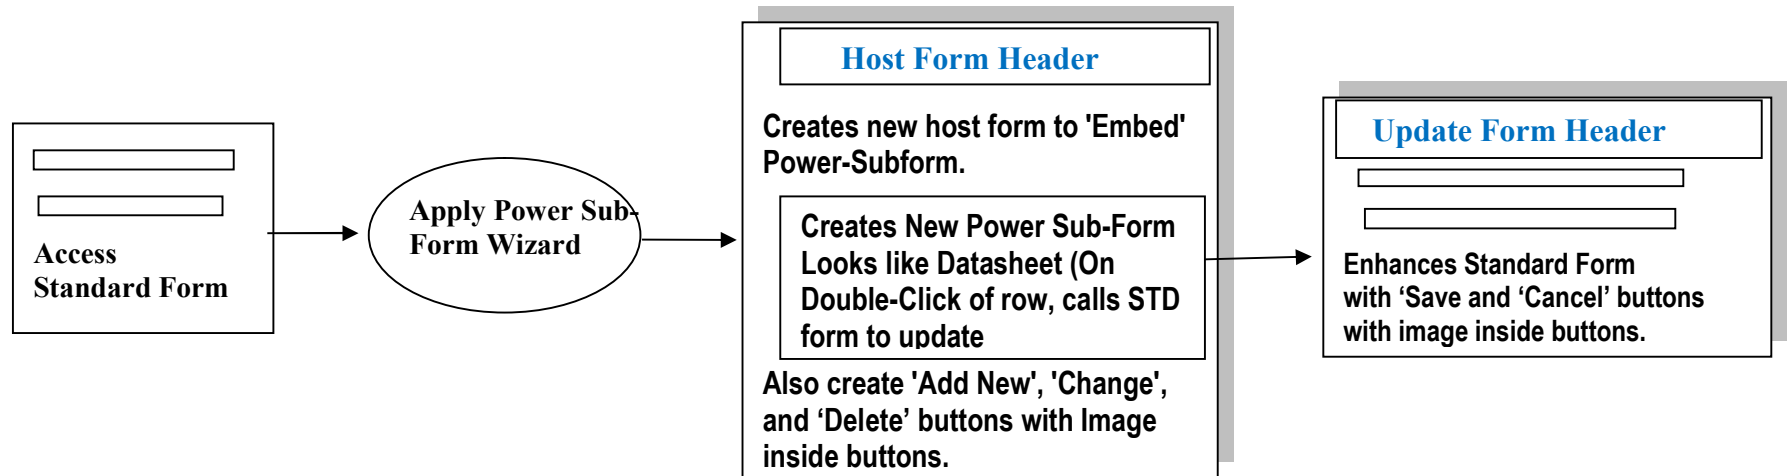 Access
Standard Form
Apply Power Sub-
Form Wizard
Host Form Header
Creates new host form to 'Embed'
Power-Subform.
Creates New Power Sub-Form
Looks like Datasheet (On
Double-Click of row, calls STD
form to update
Also create 'Add New', 'Change',
and ‘Delete’ buttons with Image
inside buttons.
Update Form Header
Enhances Standard Form
with ‘Save and ‘Cancel’ buttons
with image inside buttons.